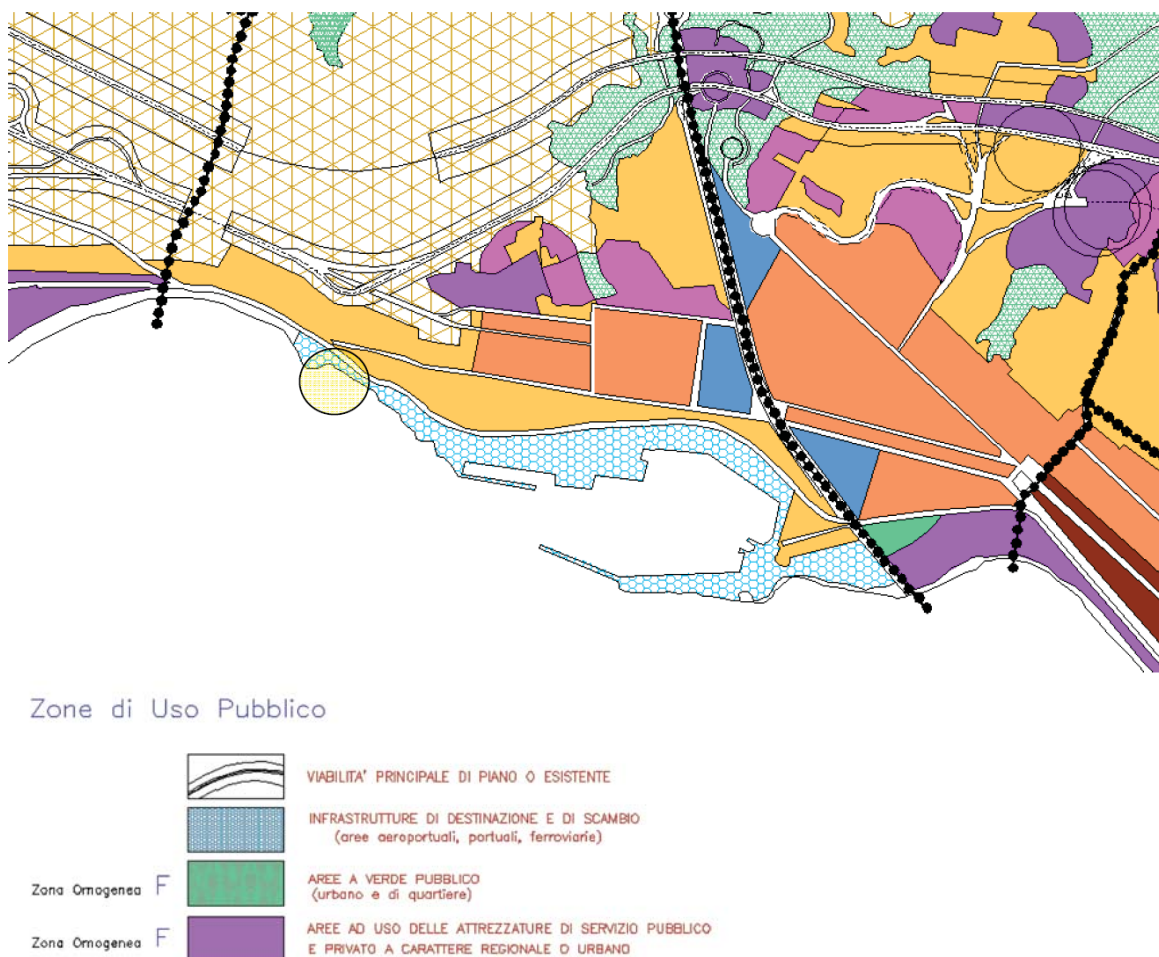 Zone di Uso Pubblico
VIABILITA' PRINCIPALE DI PIANO O ESISTENTE
INFRASTRUTTURE DI DESTINAZIONE E DI SCAMBIO
(aree aeroportuali, portuali, ferroviarie)
Zona Omogenea F
AREE A VERDE PUBBLICO
(urbano e di quartiere)
Zona Omogenea F
AREE AD USO DELLE ATTREZZATURE DI SERVIZIO PUBBLICO
E PRIVATO A CARATTERE REGIONALE O URBANO